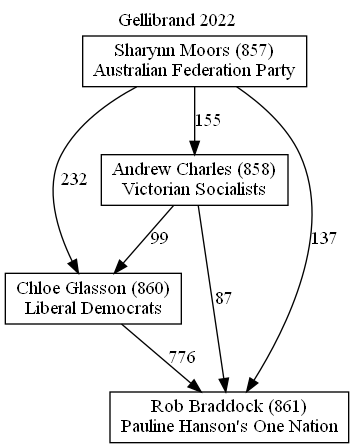 Gellibrand 2022
Sharynn Moors (857)
Australian Federation Party
155
Andrew Charles (858)
Victorian Socialists
232
99
137
Chloe Glasson (860)
Liberal Democrats
87
776
Rob Braddock (861)
Pauline Hanson's One Nation